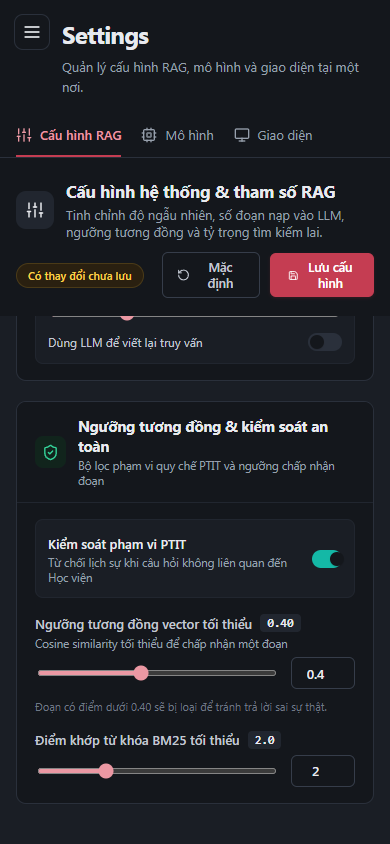 Settings
Quản lý cấu hình RAG, mô hình và giao diện tại một
nơi.
Cấu hình RAG
Mô hình
Giao diện
Cấu hình hệ thống & tham số RAG
Tinh chỉnh độ ngẫu nhiên, số đoạn nạp vào LLM,
ngưỡng tương đồng và tỷ trọng tìm kiếm lai.
Có thay đổi chưa lưu
Mặc
định
Lưu cấu
hình
Dùng LLM để viết lại truy vấn
Ngưỡng tương đồng & kiểm soát an
toàn
Bộ lọc phạm vi quy chế PTIT và ngưỡng chấp nhận
đoạn
Kiểm soát phạm vi PTIT
Từ chối lịch sự khi câu hỏi không liên quan đến
Học viện
Ngưỡng tương đồng vector tối thiểu 0.40
Cosine similarity tối thiểu để chấp nhận một đoạn
0.4
Đoạn có điểm dưới 0.40 sẽ bị loại để tránh trả lời sai sự thật.
Điểm khớp từ khóa BM25 tối thiểu 2.0
2